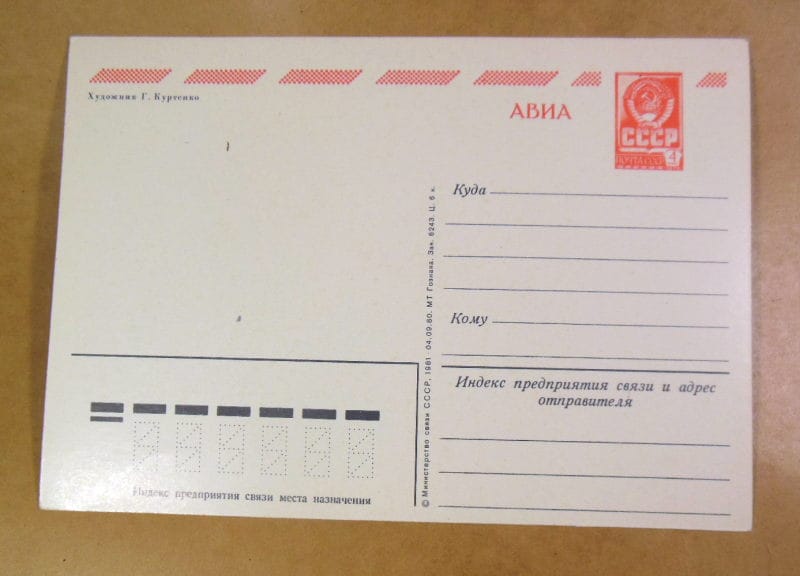 Художник Г. Куртенко
АВИА
СССР
ПОЧТА СССР 4
Куда
Кому
© Министерство связи СССР, 1981 · 04.09.80. МТ Гознака. Зак. 6243. Ц. 6 к.
Индекс предприятия связи и адрес
отправителя
Индекс предприятия связи места назначения